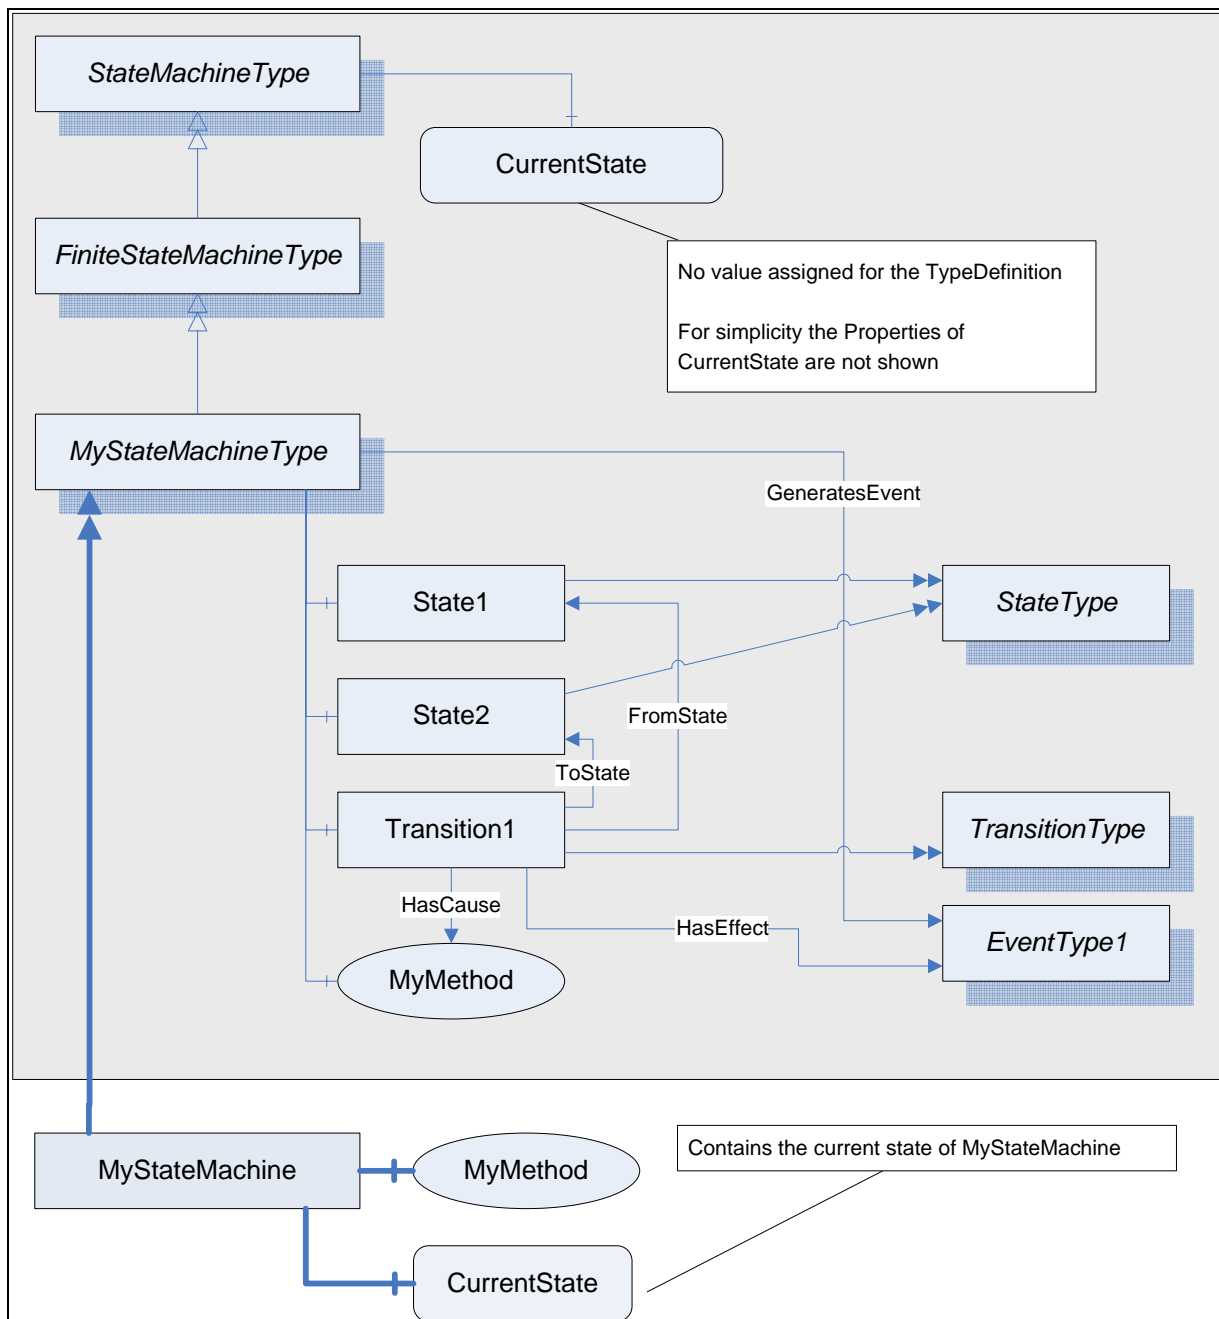 StateMachineType
CurrentState
FiniteStateMachineType
No value assigned for the TypeDefinition
For simplicity the Properties of
CurrentState are not shown
MyStateMachineType
GeneratesEvent
State1
StateType
State2
FromState
ToState
Transition1
TransitionType
HasCause
HasEffect
EventType1
MyMethod
MyStateMachine
MyMethod
Contains the current state of MyStateMachine
CurrentState